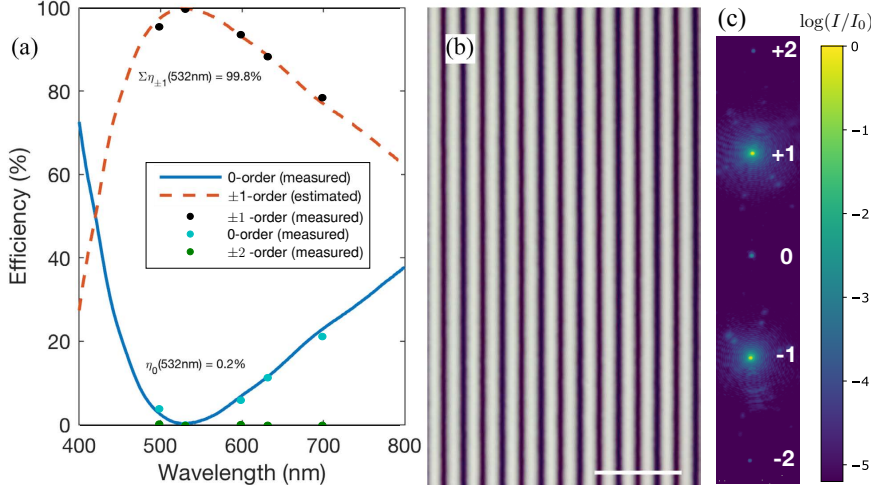 (a)
100
80
60
40
20
0
Efficiency (%)
400
500
600
700
800
Wavelength (nm)
Ση±1(532nm) = 99.8%
0-order (measured)
±1-order (estimated)
±1 -order (measured)
0-order (measured)
±2 -order (measured)
η0(532nm) = 0.2%
(b)
(c)
+2
+1
0
-1
-2
log(I/I0)
0
−1
−2
−3
−4
−5